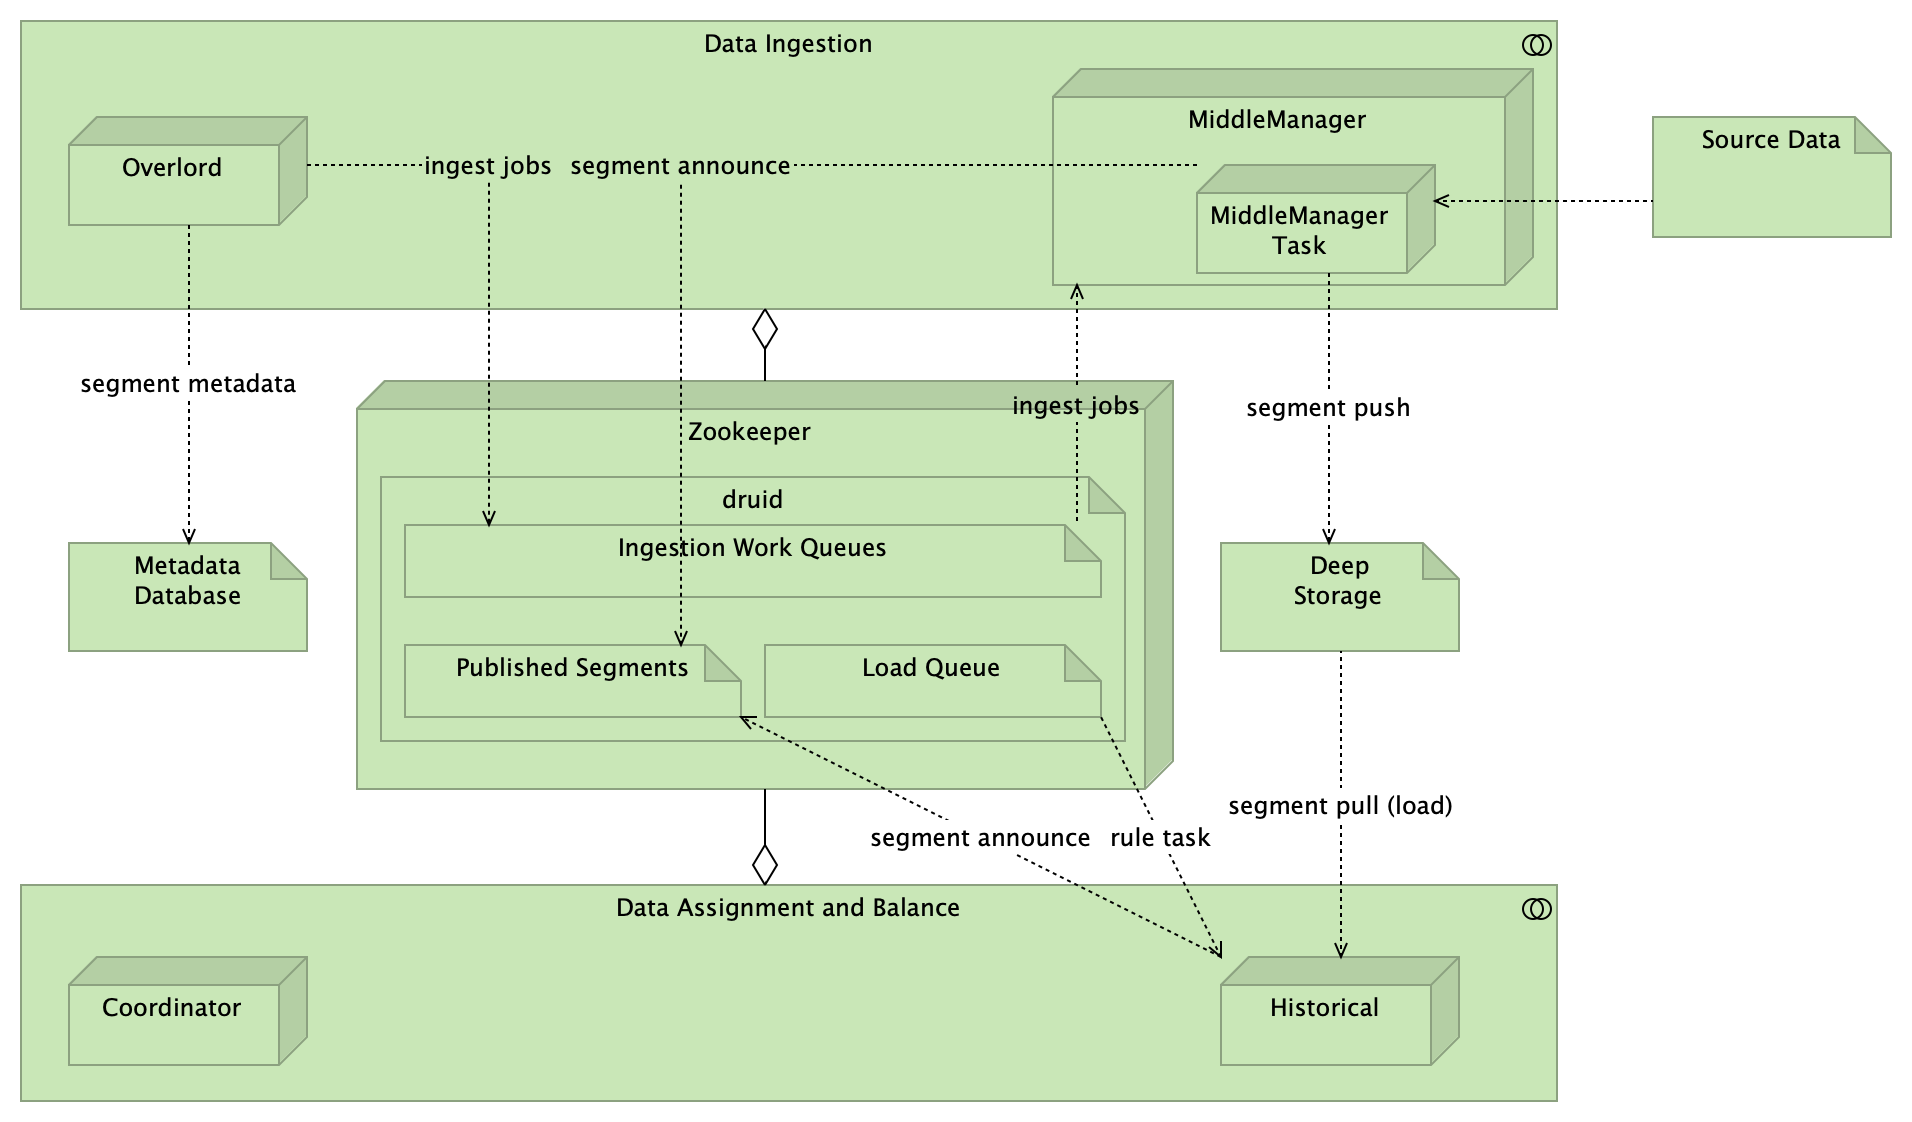 Data Ingestion
MiddleManager
Overlord
ingest jobs
segment announce
Source Data
MiddleManager
Task
segment metadata
ingest jobs
segment push
Zookeeper
druid
Ingestion Work Queues
Metadata
Database
Deep
Storage
Published Segments
Load Queue
segment pull (load)
segment announce
rule task
Data Assignment and Balance
Coordinator
Historical